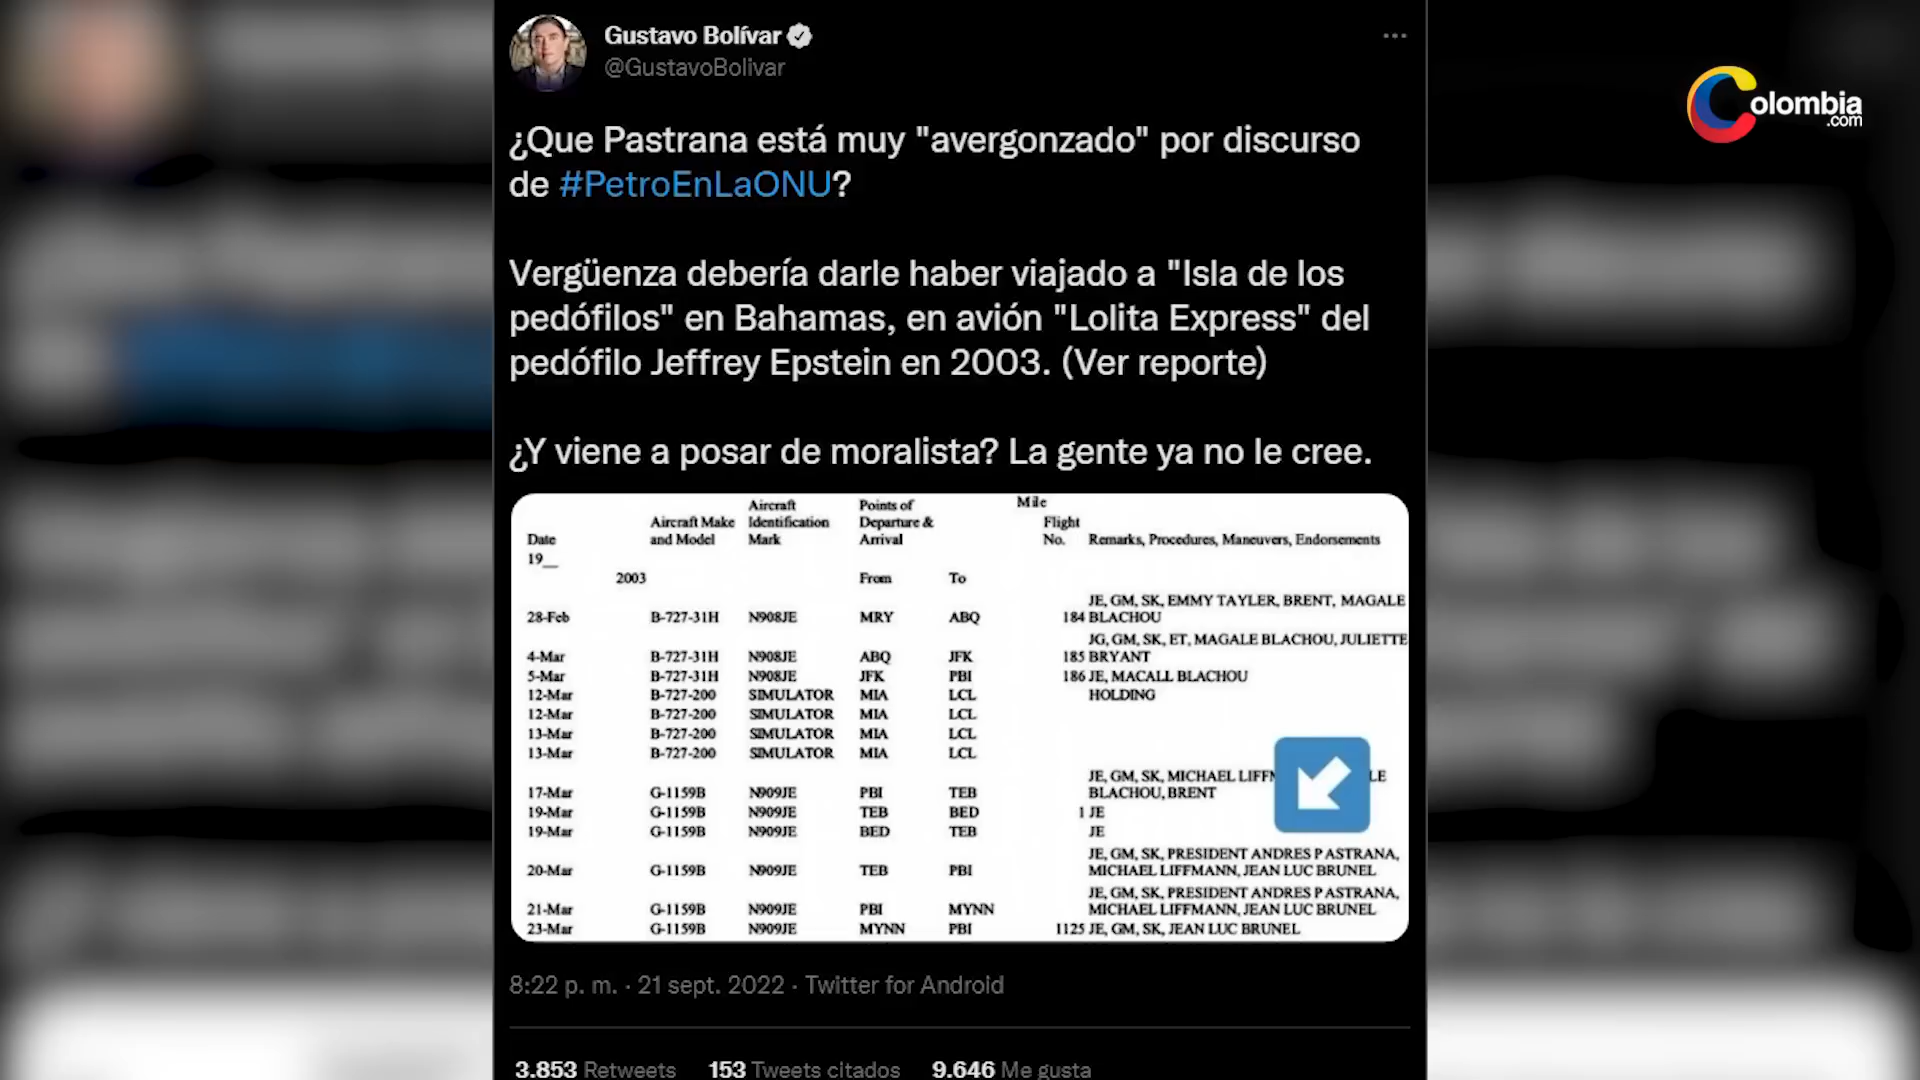 Gustavo Bolívar
@GustavoBolivar
Colombia
.com
¿Que Pastrana está muy "avergonzado" por discurso
de #PetroEnLaONU?
Vergüenza debería darle haber viajado a "Isla de los
pedófilos" en Bahamas, en avión "Lolita Express" del
pedófilo Jeffrey Epstein en 2003. (Ver reporte)
¿Y viene a posar de moralista? La gente ya no le cree.
Mile
Aircraft Points of
Aircraft Make Identification Departure & Flight
Date and Model Mark Arrival No. Remarks, Procedures, Maneuvers, Endorsements
19__
2003 From To
JE, GM, SK, EMMY TAYLER, BRENT, MAGALE
28-Feb B-727-31H N908JE MRY ABQ 184 BLACHOU
JG, GM, SK, ET, MAGALE BLACHOU, JULIETTE
4-Mar B-727-31H N908JE ABQ JFK 185 BRYANT
5-Mar B-727-31H N908JE JFK PBI 186 JE, MACALL BLACHOU
12-Mar B-727-200 SIMULATOR MIA LCL HOLDING
12-Mar B-727-200 SIMULATOR MIA LCL
13-Mar B-727-200 SIMULATOR MIA LCL
13-Mar B-727-200 SIMULATOR MIA LCL
JE, GM, SK, MICHAEL
17-Mar G-1159B N909JE PBI TEB BLACHOU, BRENT
19-Mar G-1159B N909JE TEB BED 1 JE
19-Mar G-1159B N909JE BED TEB JE
JE, GM, SK, PRESIDENT ANDRES PASTRANA,
20-Mar G-1159B N909JE TEB PBI MICHAEL LIFFMANN, JEAN LUC BRUNEL
JE, GM, SK, PRESIDENT ANDRES PASTRANA,
21-Mar G-1159B N909JE PBI MYNN MICHAEL LIFFMANN, JEAN LUC BRUNEL
23-Mar G-1159B N909JE MYNN PBI 1125 JE, GM, SK, JEAN LUC BRUNEL
8:22 p. m. · 21 sept. 2022 · Twitter for Android
3.853 Retweets 153 Tweets citados 9.646 Me gusta